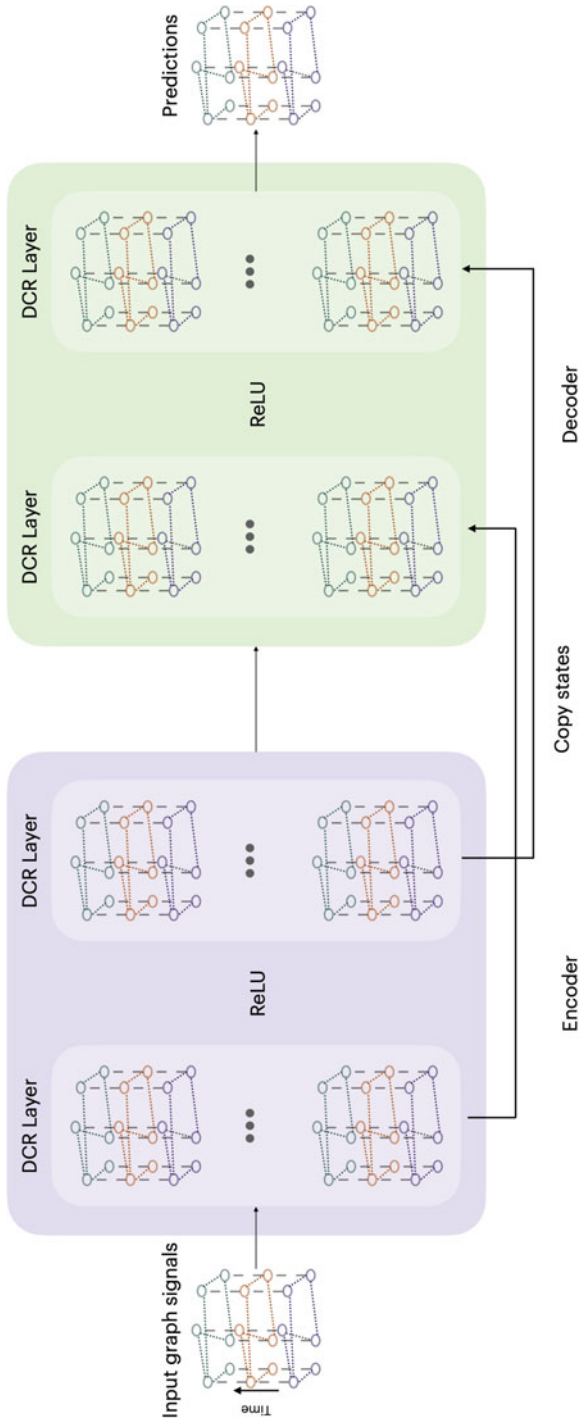 Input graph signals
Time
DCR Layer
ReLU
DCR Layer
DCR Layer
ReLU
DCR Layer
Predictions
Encoder
Copy states
Decoder